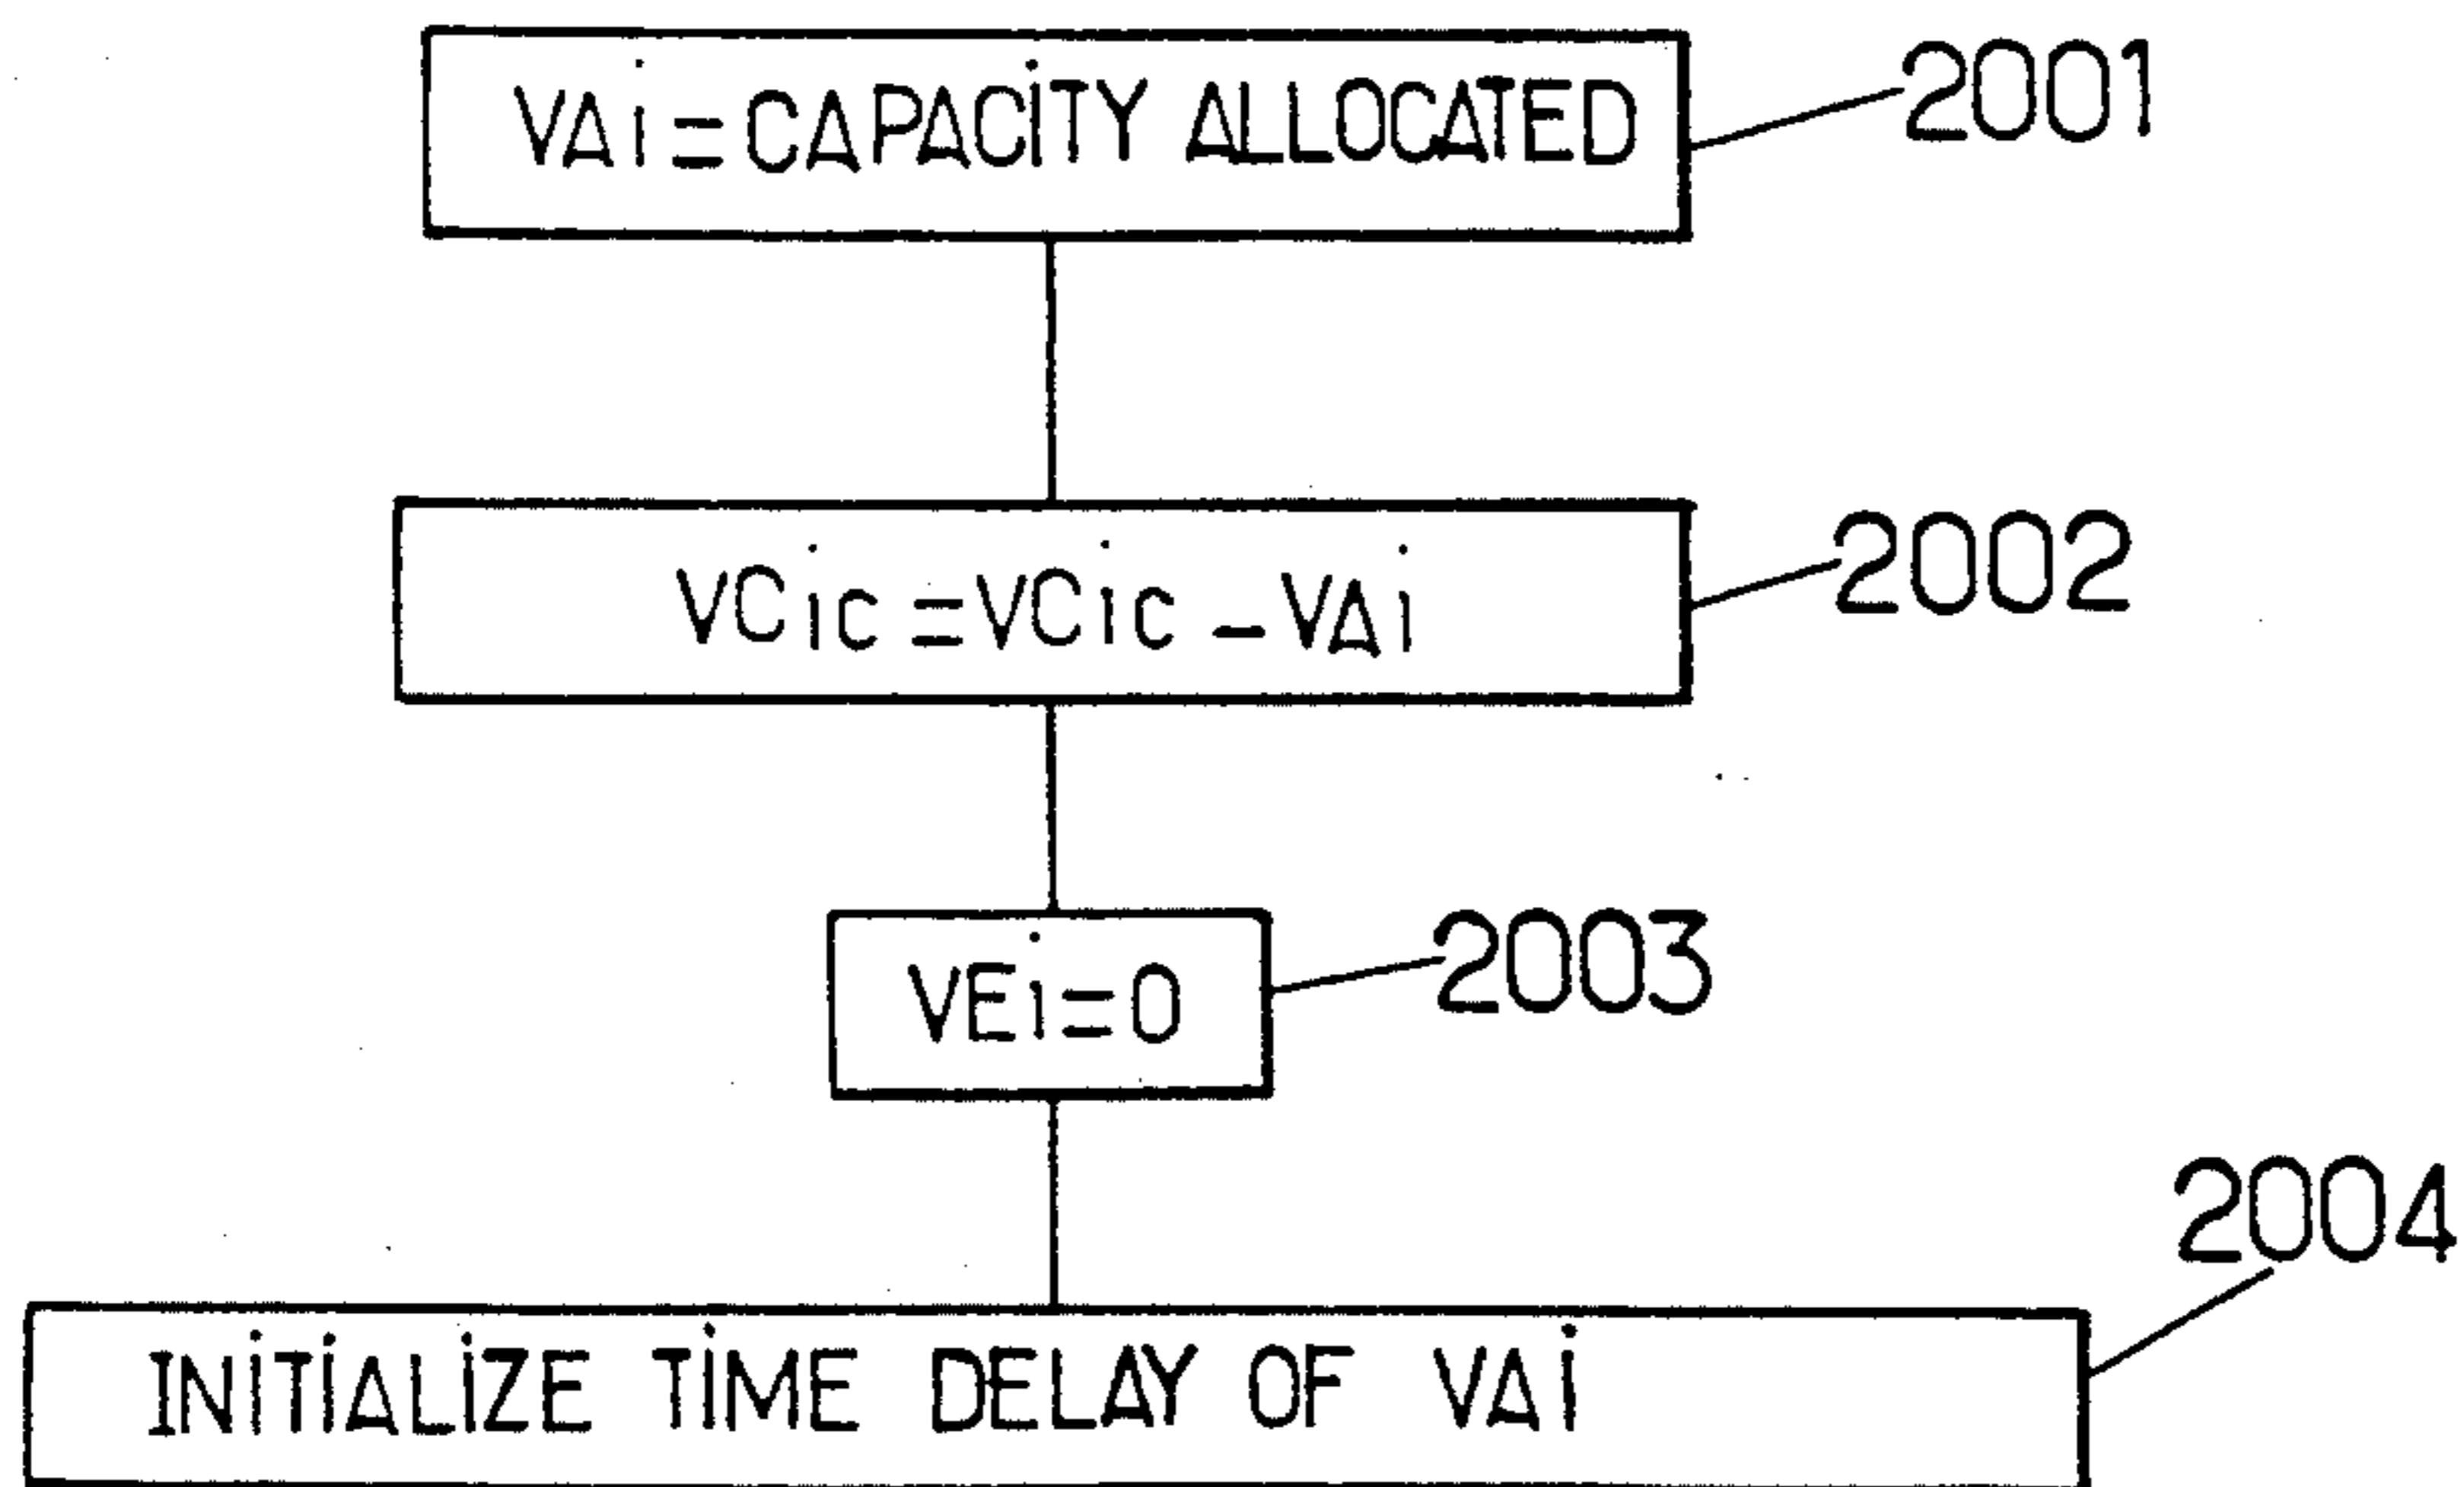 VAi=CAPACiTY ALLOCATED
2001
VCic=VCic-VAi
2002
VEi=0
2003
2004
INiTiALiZE TiME DELAY OF VAi